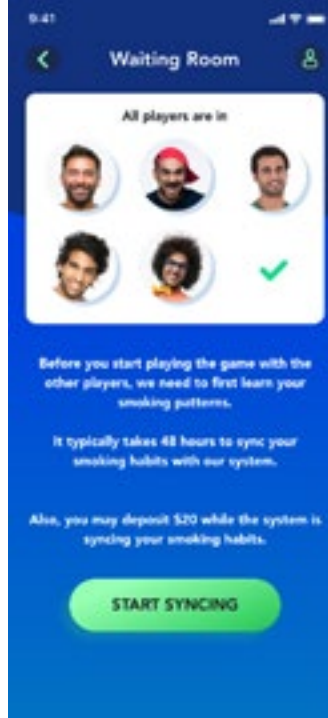 9:41
Waiting Room
All players are in
Before you start playing the game with the
other players, we need to first learn your
smoking patterns.
It typically takes 48 hours to sync your
smoking habits with our system.
Also, you may deposit $20 while the system is
syncing your smoking habits.
START SYNCING